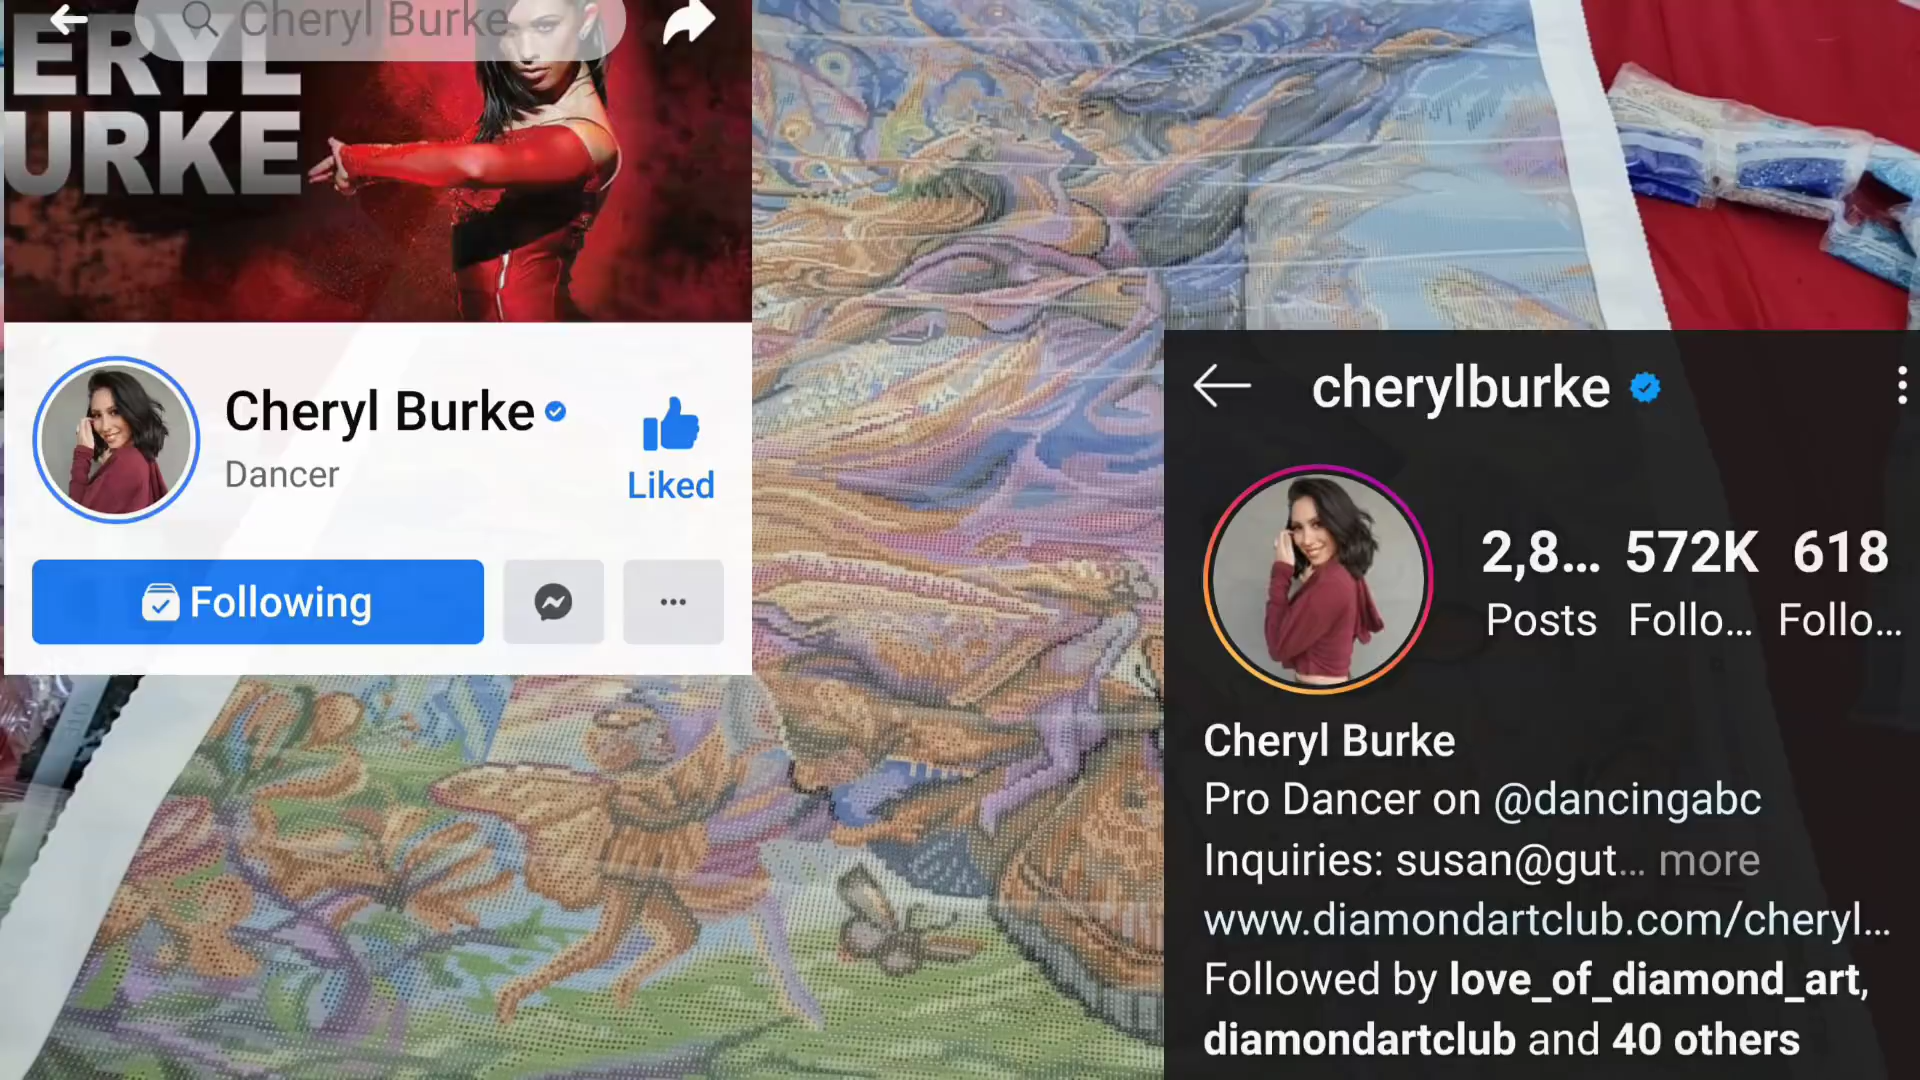 Cheryl Burke
ERYL
URKE
Cheryl Burke
Dancer
Liked
Following
cherylburke
2,8... 572K 618
Posts Follo... Follo...
Cheryl Burke
Pro Dancer on @dancingabc
Inquiries: susan@gut... more
www.diamondartclub.com/cheryl...
Followed by love_of_diamond_art,
diamondartclub and 40 others